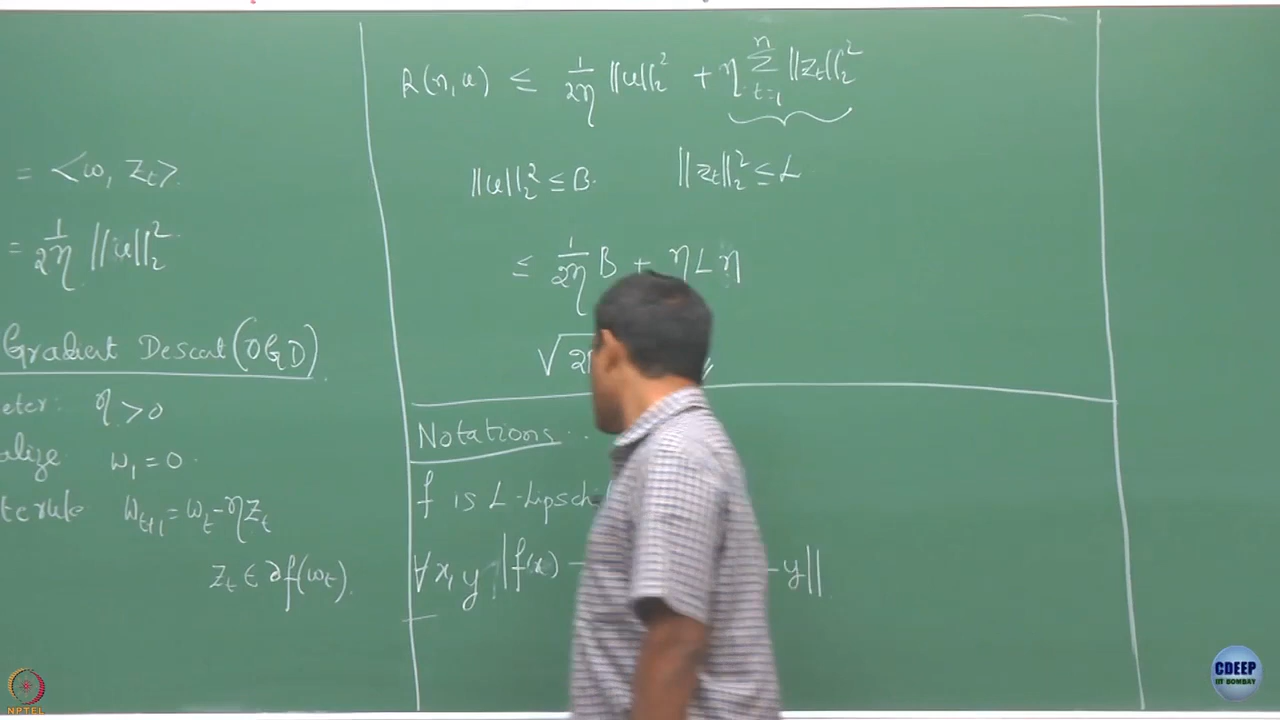 = <w, z_t>
= 1/2η ||u||_2^2
Gradient Descent (OGD)
eter: η > 0
alize w_1 = 0
te rule w_{t+1} = w_t - ηz_t
z_t ∈ ∂f(w_t).
R(n, u) ≤ 1/2η ||u||_2^2 + η Σ_{t=1}^n ||z_t||_2^2
||u||_2^2 ≤ B. ||z_t||_2^2 ≤ L
≤ 1/2η B + η L n
√2
Notations
f is L-Lipsch
∀ x, y |f(x) - - y||
NPTEL
CDEEP
IIT BOMBAY